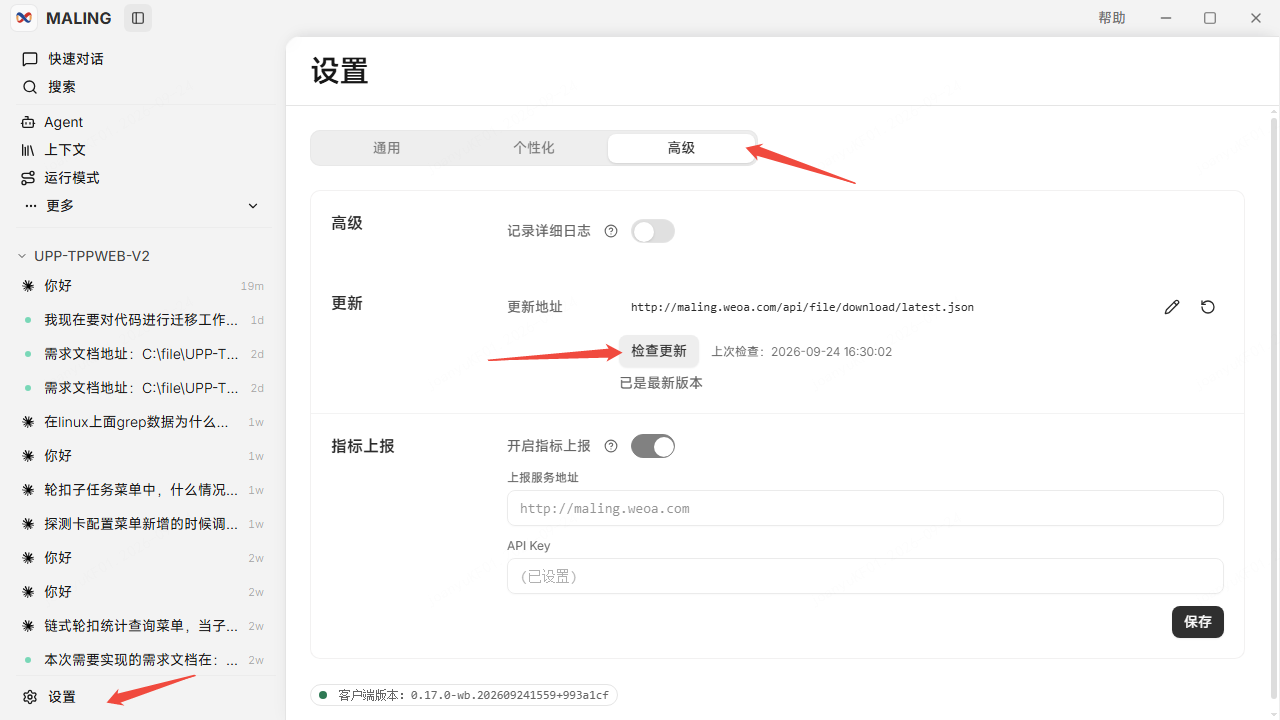 MALING
帮助
快速对话
搜索
Agent
上下文
运行模式
更多
UPP-TPPWEB-V2
你好 19m
我现在要对代码进行迁移工作... 1d
需求文档地址：C:\file\UPP-T... 2d
需求文档地址：C:\file\UPP-T... 2d
在linux上面grep数据为什么... 1w
你好 1w
轮扣子任务菜单中，什么情况... 1w
探测卡配置菜单新增的时候调... 1w
你好 2w
你好 2w
链式轮扣统计查询菜单，当子... 2w
本次需要实现的需求文档在：... 2w
设置
设置
通用 个性化 高级
高级
记录详细日志
更新
更新地址 http://maling.weoa.com/api/file/download/latest.json
检查更新 上次检查：2026-09-24 16:30:02
已是最新版本
指标上报
开启指标上报
上报服务地址
http://maling.weoa.com
API Key
（已设置）
保存
客户端版本：0.17.0-wb.202609241559+993a1cf